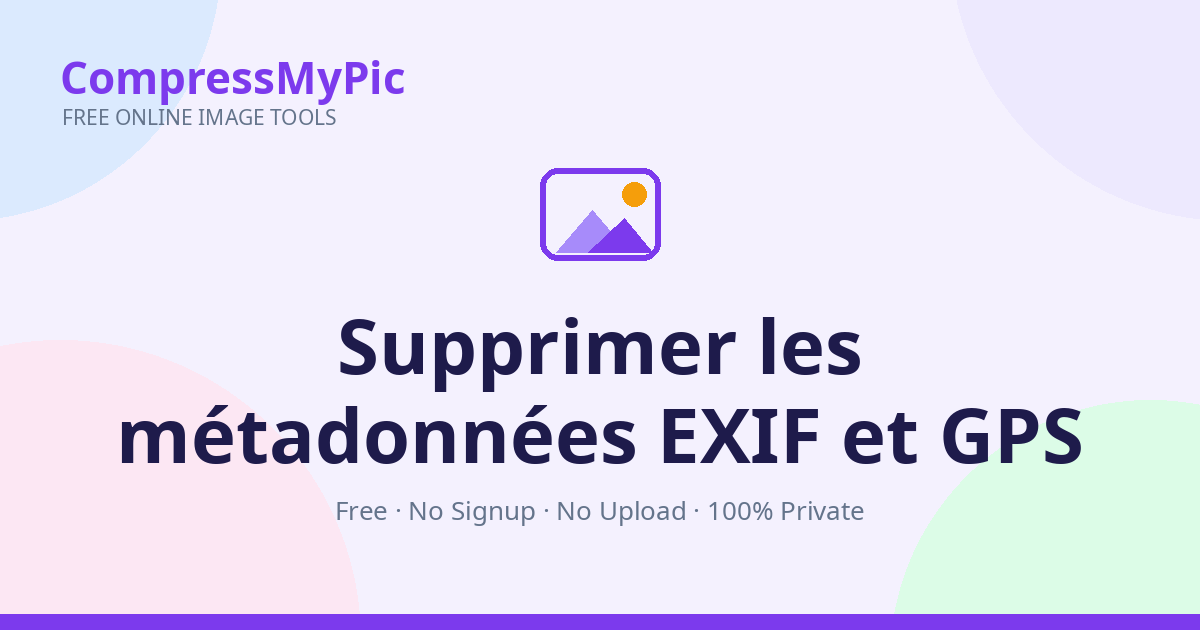 CompressMyPic
FREE ONLINE IMAGE TOOLS
Supprimer les
métadonnées EXIF et GPS
Free · No Signup · No Upload · 100% Private